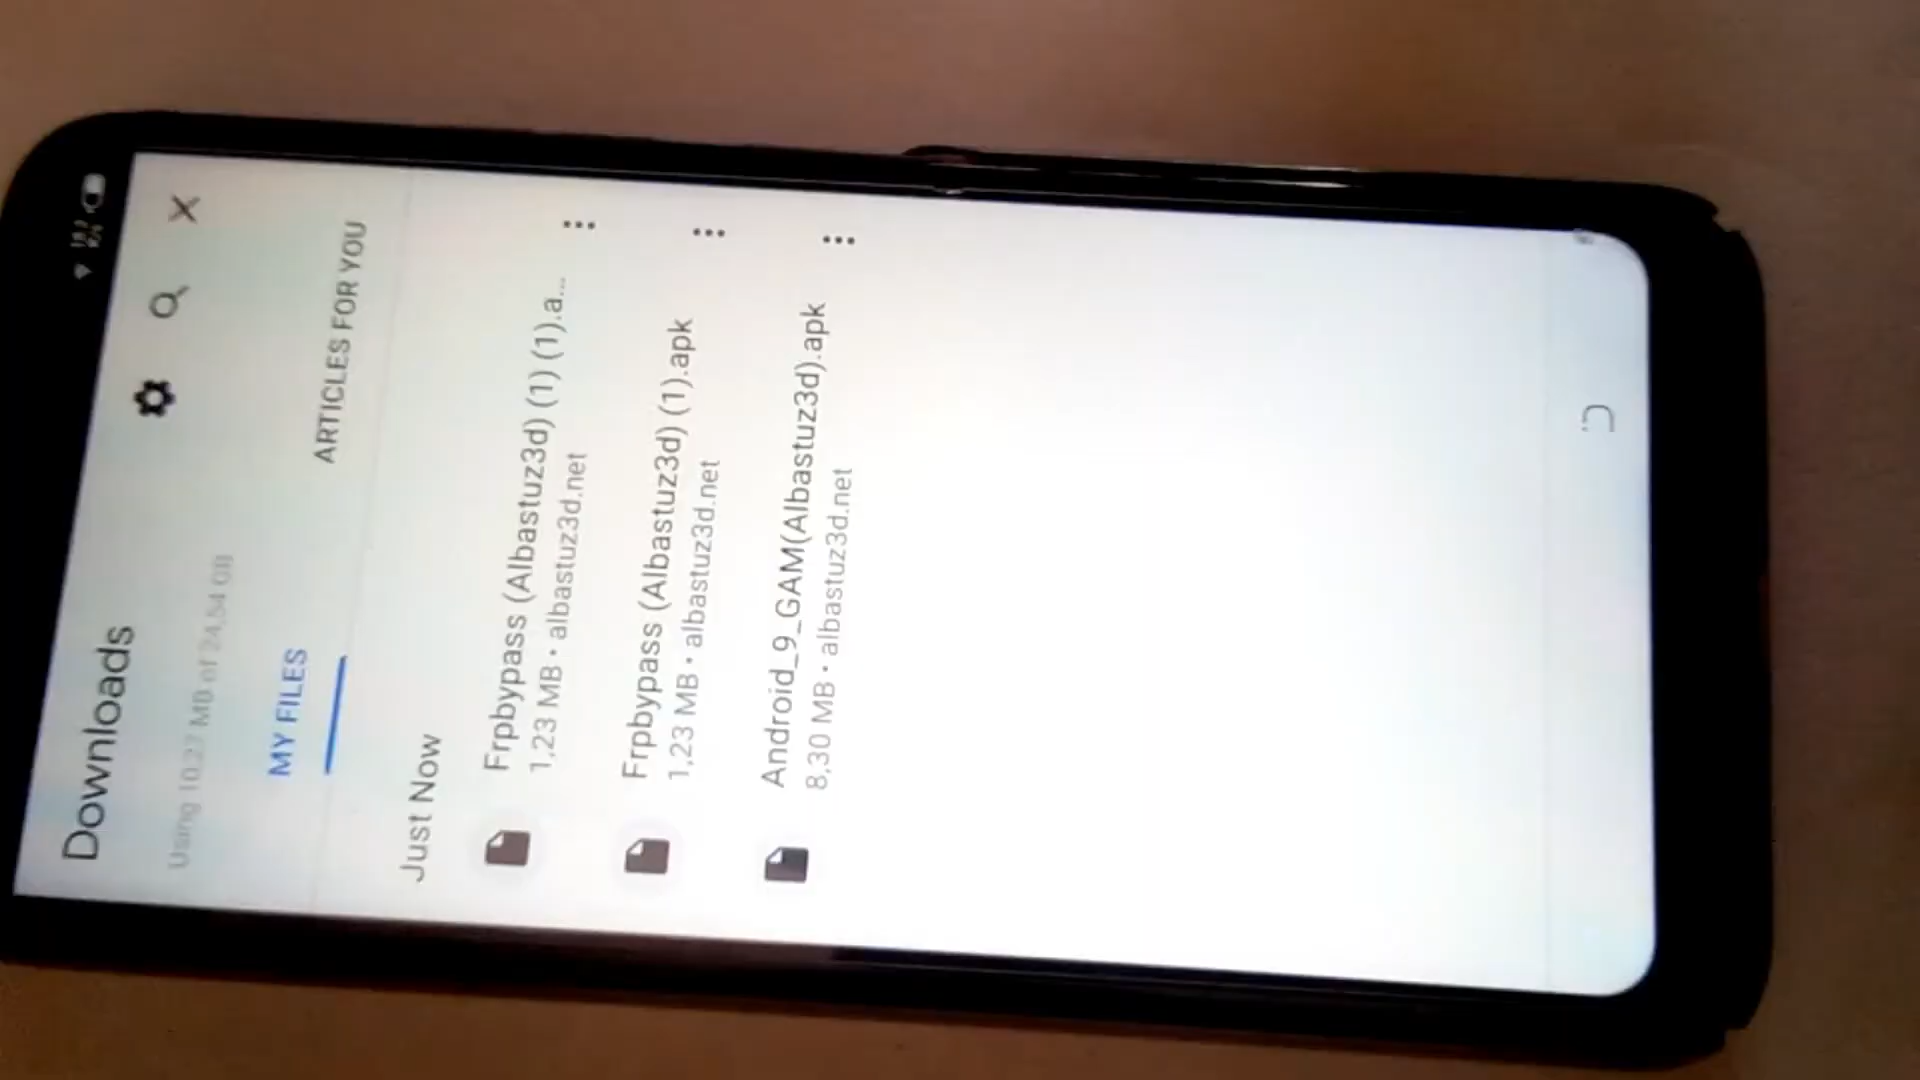 Downloads
Using 10,27 MB of 24,54 GB
MY FILES
ARTICLES FOR YOU
Just Now
Frpbypass (Albastuz3d) (1) (1).a...
1,23 MB • albastuz3d.net
Frpbypass (Albastuz3d) (1).apk
1,23 MB • albastuz3d.net
Android_9_GAM(Albastuz3d).apk
8,30 MB • albastuz3d.net